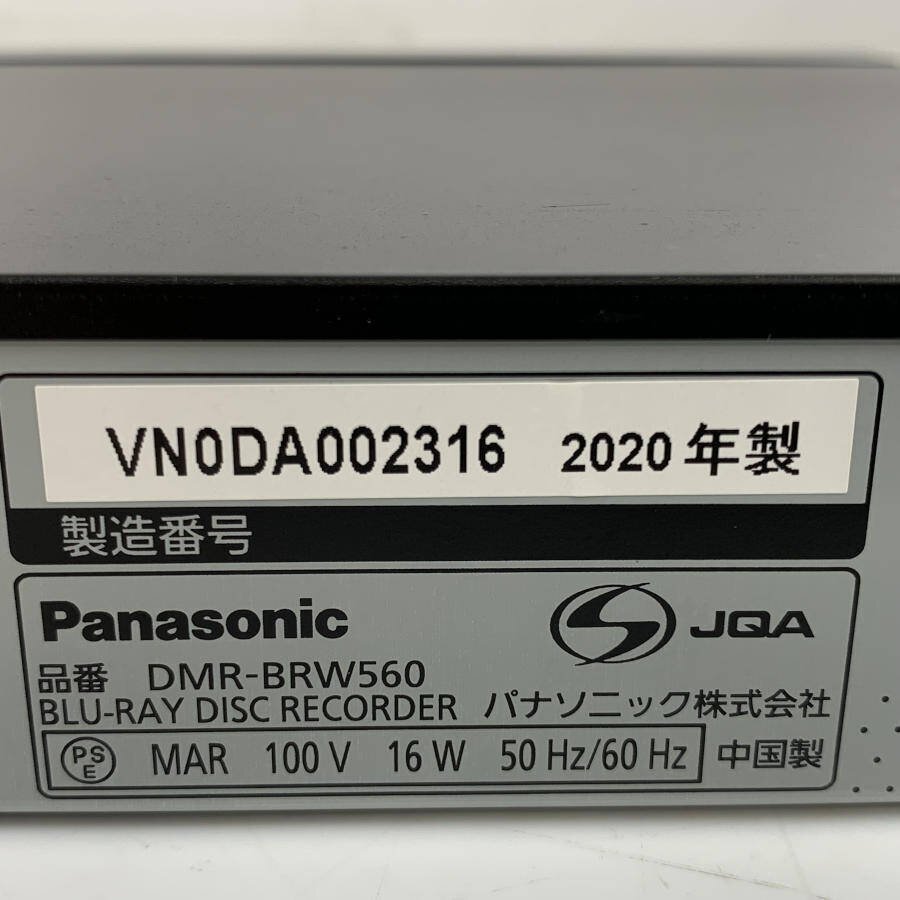 VN0DA002316 2020年製
製造番号
Panasonic JQA
品番 DMR-BRW560
BLU-RAY DISC RECORDER パナソニック株式会社
PSE MAR 100 V 16 W 50 Hz/60 Hz 中国製